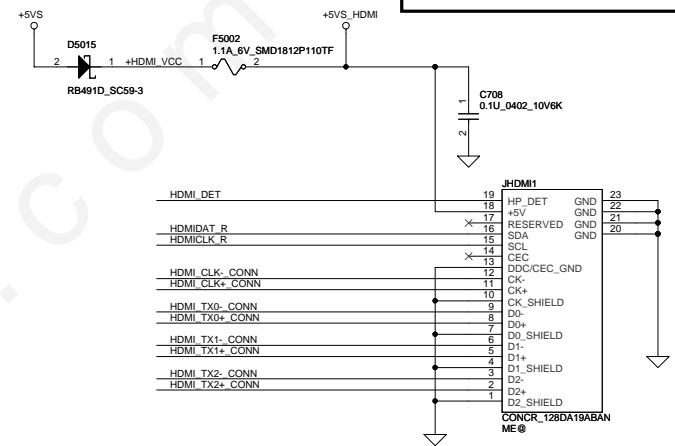 +5VS
+5VS_HDMI
D5015
F5002
1.1A_6V_SMD1812P110TF
2
1
+HDMI_VCC
1
2
RB491D_SC59-3
1
C708
0.1U_0402_10V6K
2
JHDMI1
HDMI_DET 19 HP_DET GND 23
18 +5V GND 22
17 RESERVED GND 21
HDMIDAT_R 16 SDA GND 20
HDMICLK_R 15 SCL
14 CEC
13 DDC/CEC_GND
HDMI_CLK-_CONN 12 CK-
HDMI_CLK+_CONN 11 CK+
10 CK_SHIELD
HDMI_TX0-_CONN 9 D0-
HDMI_TX0+_CONN 8 D0+
7 D0_SHIELD
HDMI_TX1-_CONN 6 D1-
HDMI_TX1+_CONN 5 D1+
4 D1_SHIELD
HDMI_TX2-_CONN 3 D2-
HDMI_TX2+_CONN 2 D2+
1 D2_SHIELD
CONCR_128DA19ABAN
ME@
.com